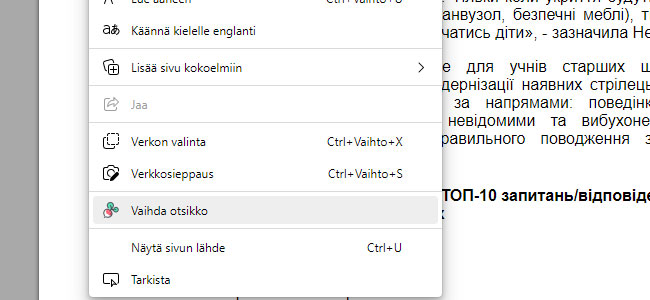 Lue ääneen Ctrl+Vaihto+U
Käännä kielelle englanti
Lisää sivu kokoelmiin
Jaa
Verkon valinta Ctrl+Vaihto+X
Verkkosieppaus Ctrl+Vaihto+S
Vaihda otsikko
Näytä sivun lähde Ctrl+U
Tarkista
анвузол, безпечні меблі), т
чатись діти», - зазначила Не
е для учнів старших ш
дернізації наявних стрілець
за напрямами: поведінк
невідомими та вибухоне
равильного поводження з
ТОП-10 запитань/відповіде
к